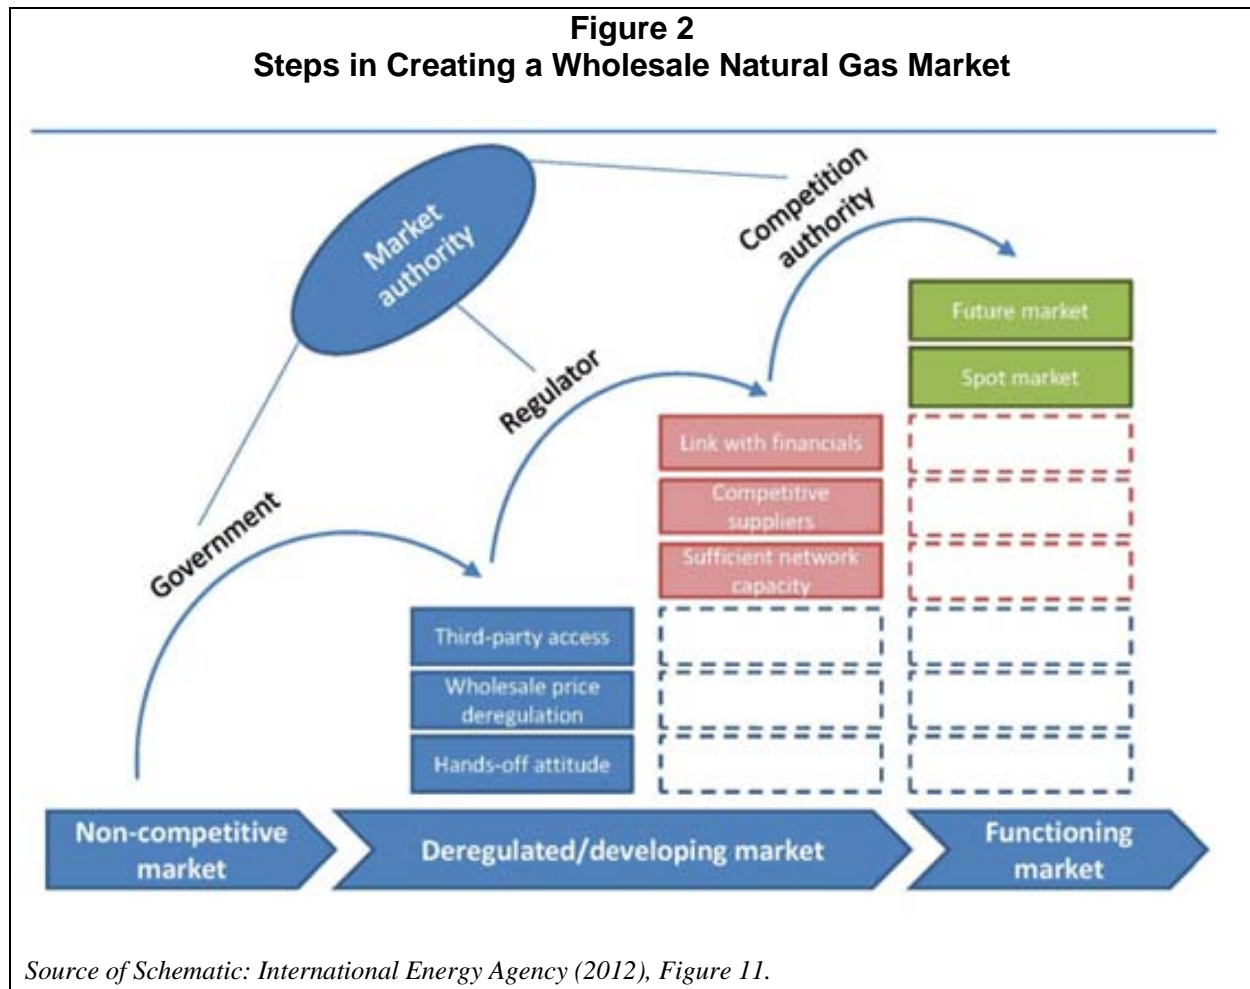 Figure 2
Steps in Creating a Wholesale Natural Gas Market
Market
authority
Competition
authority
Regulator
Government
Future market
Spot market
Link with financials
Competitive
suppliers
Sufficient network
capacity
Third-party access
Wholesale price
deregulation
Hands-off attitude
Non-competitive
market
Deregulated/developing market
Functioning
market
Source of Schematic: International Energy Agency (2012), Figure 11.